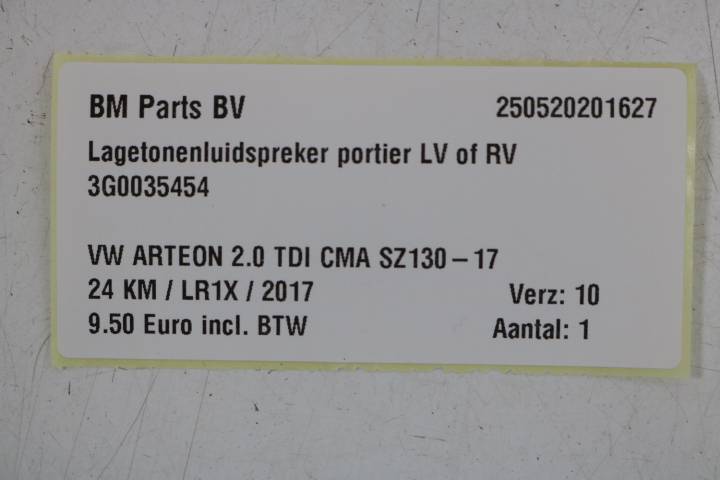 BM Parts BV 250520201627
Lagetonenluidspreker portier LV of RV
3G0035454
VW ARTEON 2.0 TDI CMA SZ130 – 17
24 KM / LR1X / 2017 Verz: 10
9.50 Euro incl. BTW Aantal: 1